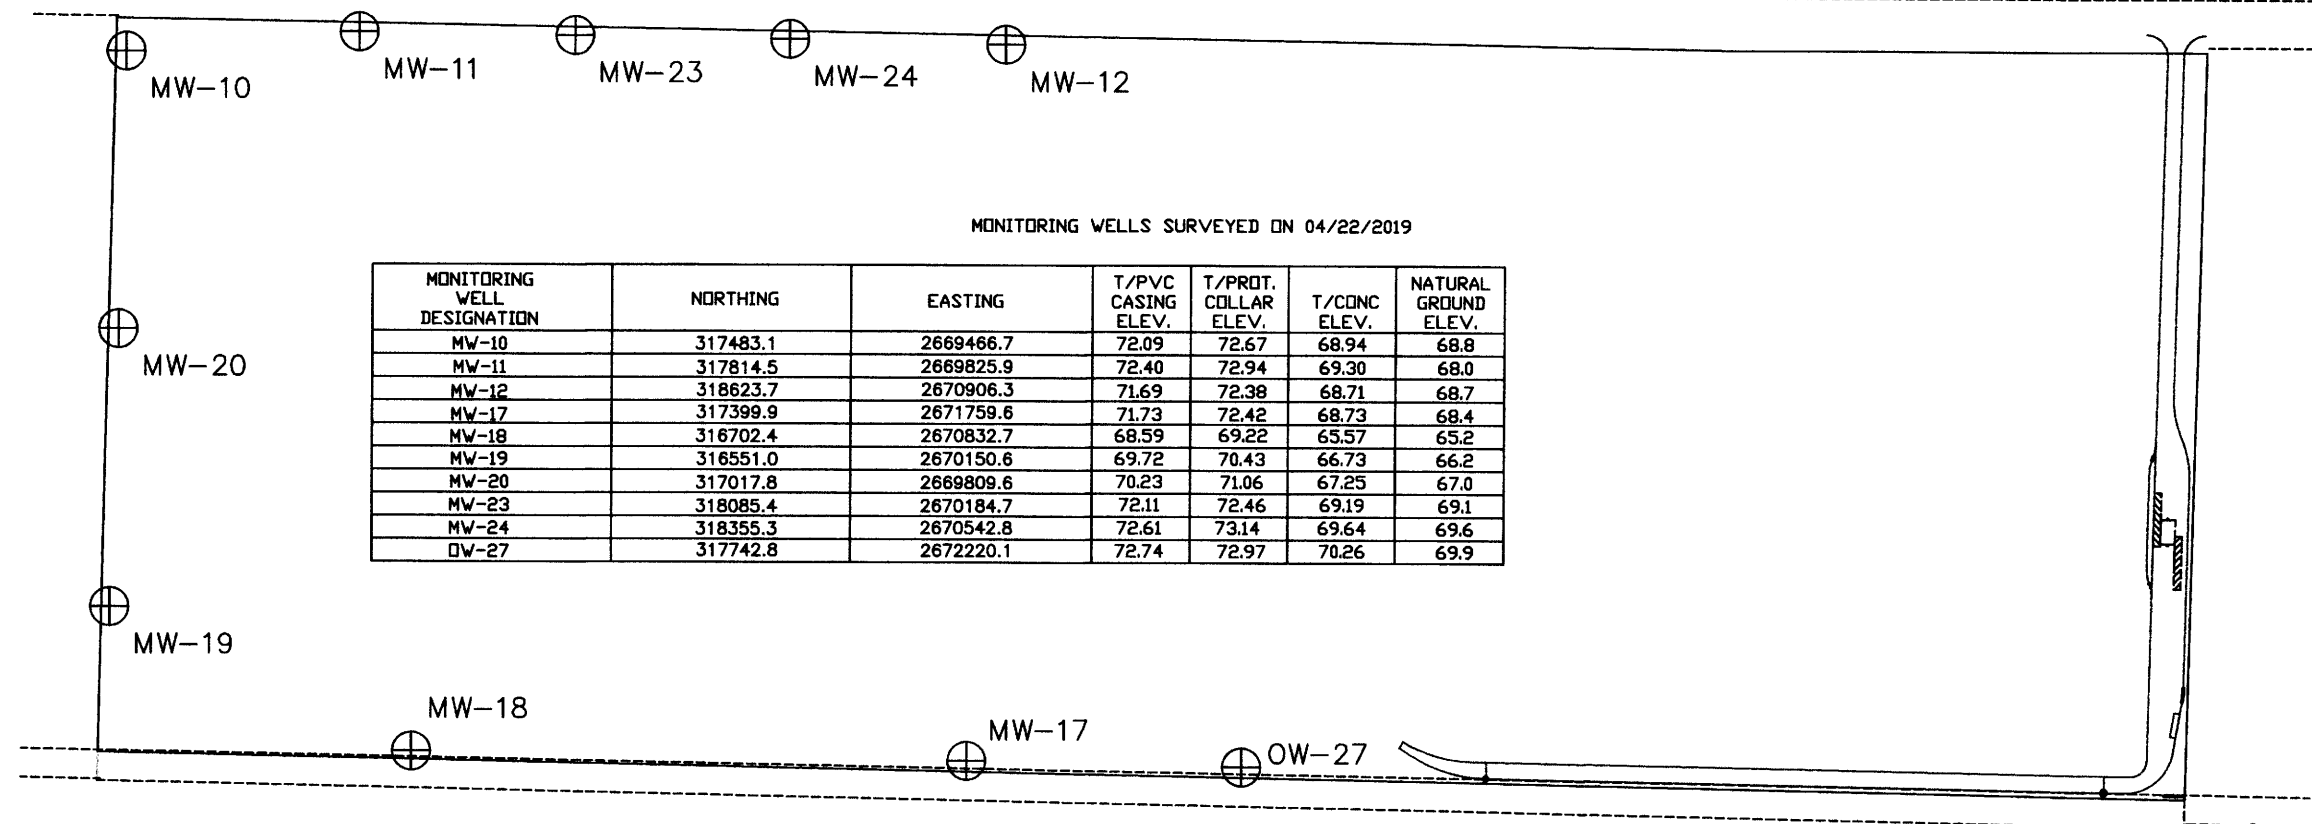 MW-10
MW-11
MW-23
MW-24
MW-12
MONITORING WELLS SURVEYED ON 04/22/2019
MONITORING WELL DESIGNATION NORTHING EASTING T/PVC CASING ELEV. T/PROT. COLLAR ELEV. T/CONC ELEV. NATURAL GROUND ELEV.
MW-10 317483.1 2669466.7 72.09 72.67 68.94 68.8
MW-11 317814.5 2669825.9 72.40 72.94 69.30 68.0
MW-12 318623.7 2670906.3 71.69 72.38 68.71 68.7
MW-17 317399.9 2671759.6 71.73 72.42 68.73 68.4
MW-18 316702.4 2670832.7 68.59 69.22 65.57 65.2
MW-19 316551.0 2670150.6 69.72 70.43 66.73 66.2
MW-20 317017.8 2669809.6 70.23 71.06 67.25 67.0
MW-23 318085.4 2670184.7 72.11 72.46 69.19 69.1
MW-24 318355.3 2670542.8 72.61 73.14 69.64 69.6
OW-27 317742.8 2672220.1 72.74 72.97 70.26 69.9
MW-20
MW-19
MW-18
MW-17
OW-27